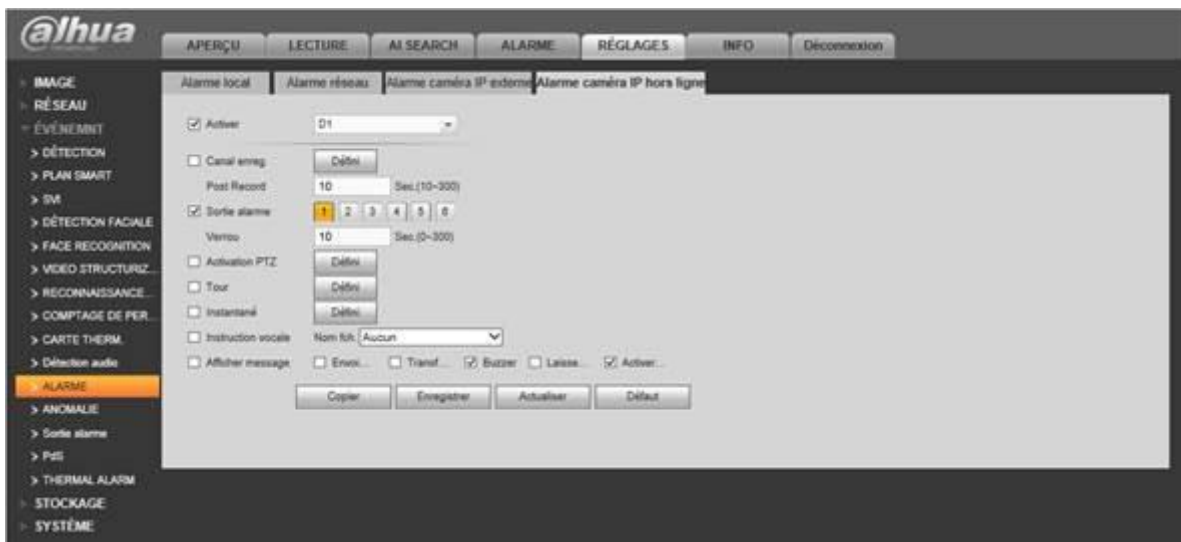 alhua
APERÇU LECTURE AI SEARCH ALARME RÉGLAGES INFO Déconnexion
Alarme local Alarme réseau Alarme caméra IP externe Alarme caméra IP hors ligne
IMAGE
RÉSEAU
ÉVÉNEMNT
> DÉTECTION
> PLAN SMART
> SVI
> DÉTECTION FACIALE
> FACE RECOGNITION
> VIDEO STRUCTURIZ...
> RECONNAISSANCE...
> COMPTAGE DE PER...
> CARTE THERM.
> Détection audio
> ALARME
> ANOMALIE
> Sortie alarme
> PdS
> THERMAL ALARM
STOCKAGE
SYSTÈME
Activer D1
Canal enreg. Défini
Post Record 10 Sec.(10~300)
Sortie alarme 1 2 3 4 5 6
Verrou 10 Sec.(0~300)
Activation PTZ Défini
Tour Défini
Instantané Défini
Instruction vocale Nom fch. Aucun
Afficher message Envoi... Transf... Buzzer Laisse... Activer...
Copier Enregistrer Actualiser Défaut